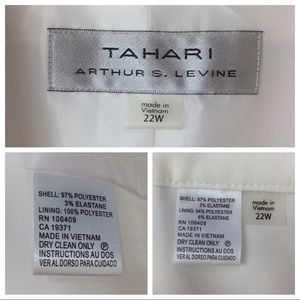 TAHARI
ARTHUR S. LEVINE
made in
Vietnam
22W
SHELL: 97% POLYESTER
3% ELASTANE
LINING: 100% POLYESTER
RN 108409
CA 19371
MADE IN VIETNAM
DRY CLEAN ONLY Ⓟ
INSTRUCTIONS AU DOS
VER AL DORSO PARA CUIDADO
SHELL: 97% POLYESTER
3% ELASTANE
LINING: 94% POLYESTER
6% ELASTANE
RN 108409
CA 19371
MADE IN VIETNAM
DRY CLEAN ONLY Ⓟ
INSTRUCTIONS AU DOS
VER AL DORSO PARA CUIDADO
made in
Vietnam
22W